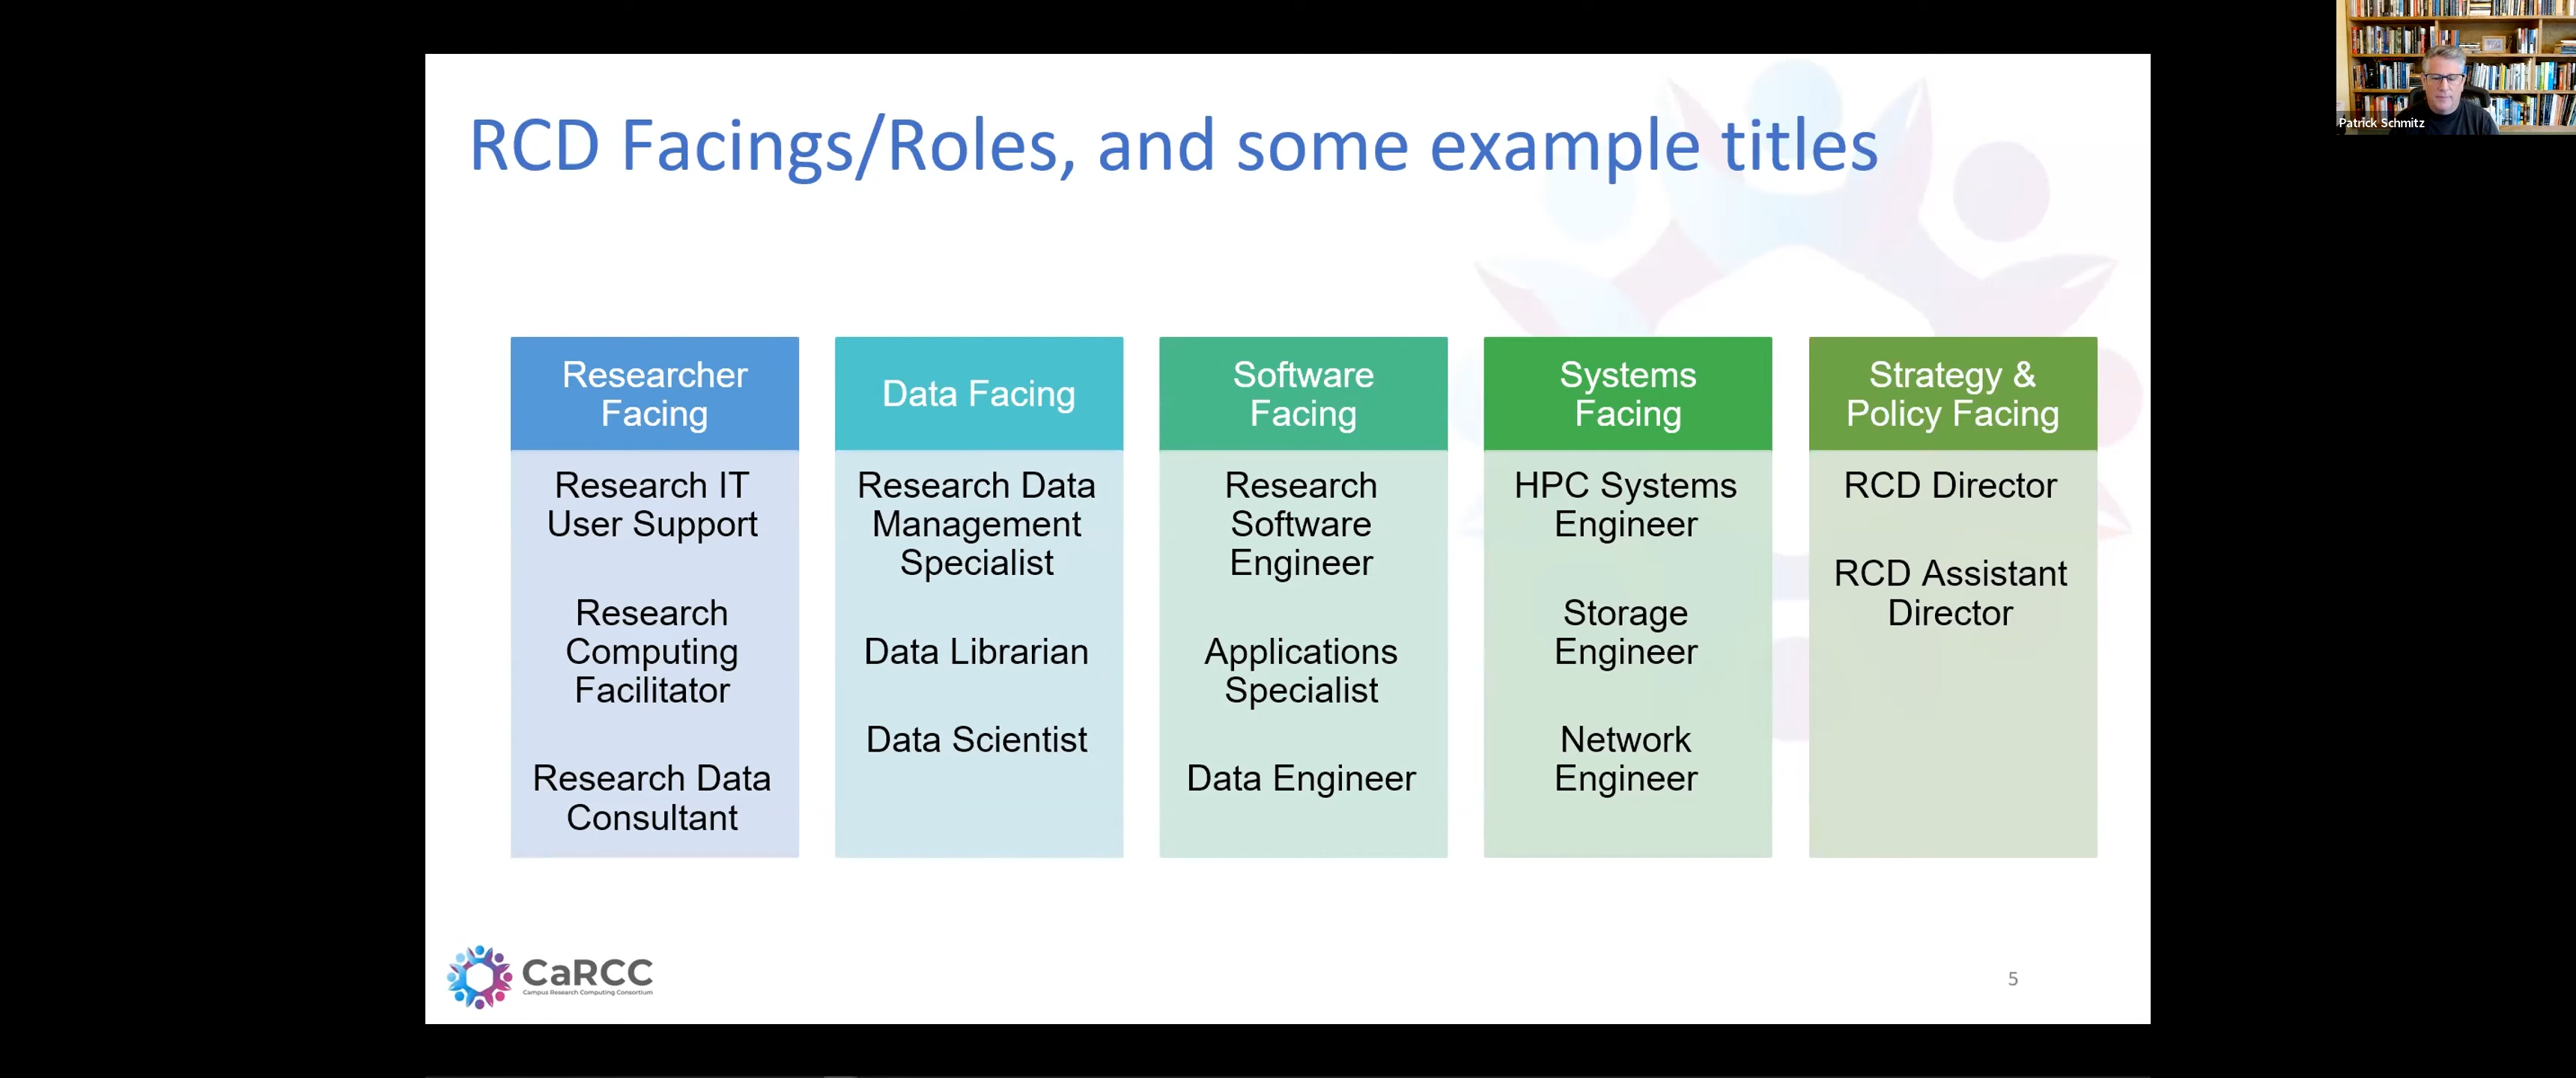 RCD Facings/Roles, and some example titles
Patrick Schmitz
Researcher
Facing
Research IT
User Support
Research
Computing
Facilitator
Research Data
Consultant
Data Facing
Research Data
Management
Specialist
Data Librarian
Data Scientist
Software
Facing
Research
Software
Engineer
Applications
Specialist
Data Engineer
Systems
Facing
HPC Systems
Engineer
Storage
Engineer
Network
Engineer
Strategy &
Policy Facing
RCD Director
RCD Assistant
Director
CaRCC
Campus Research Computing Consortium
5